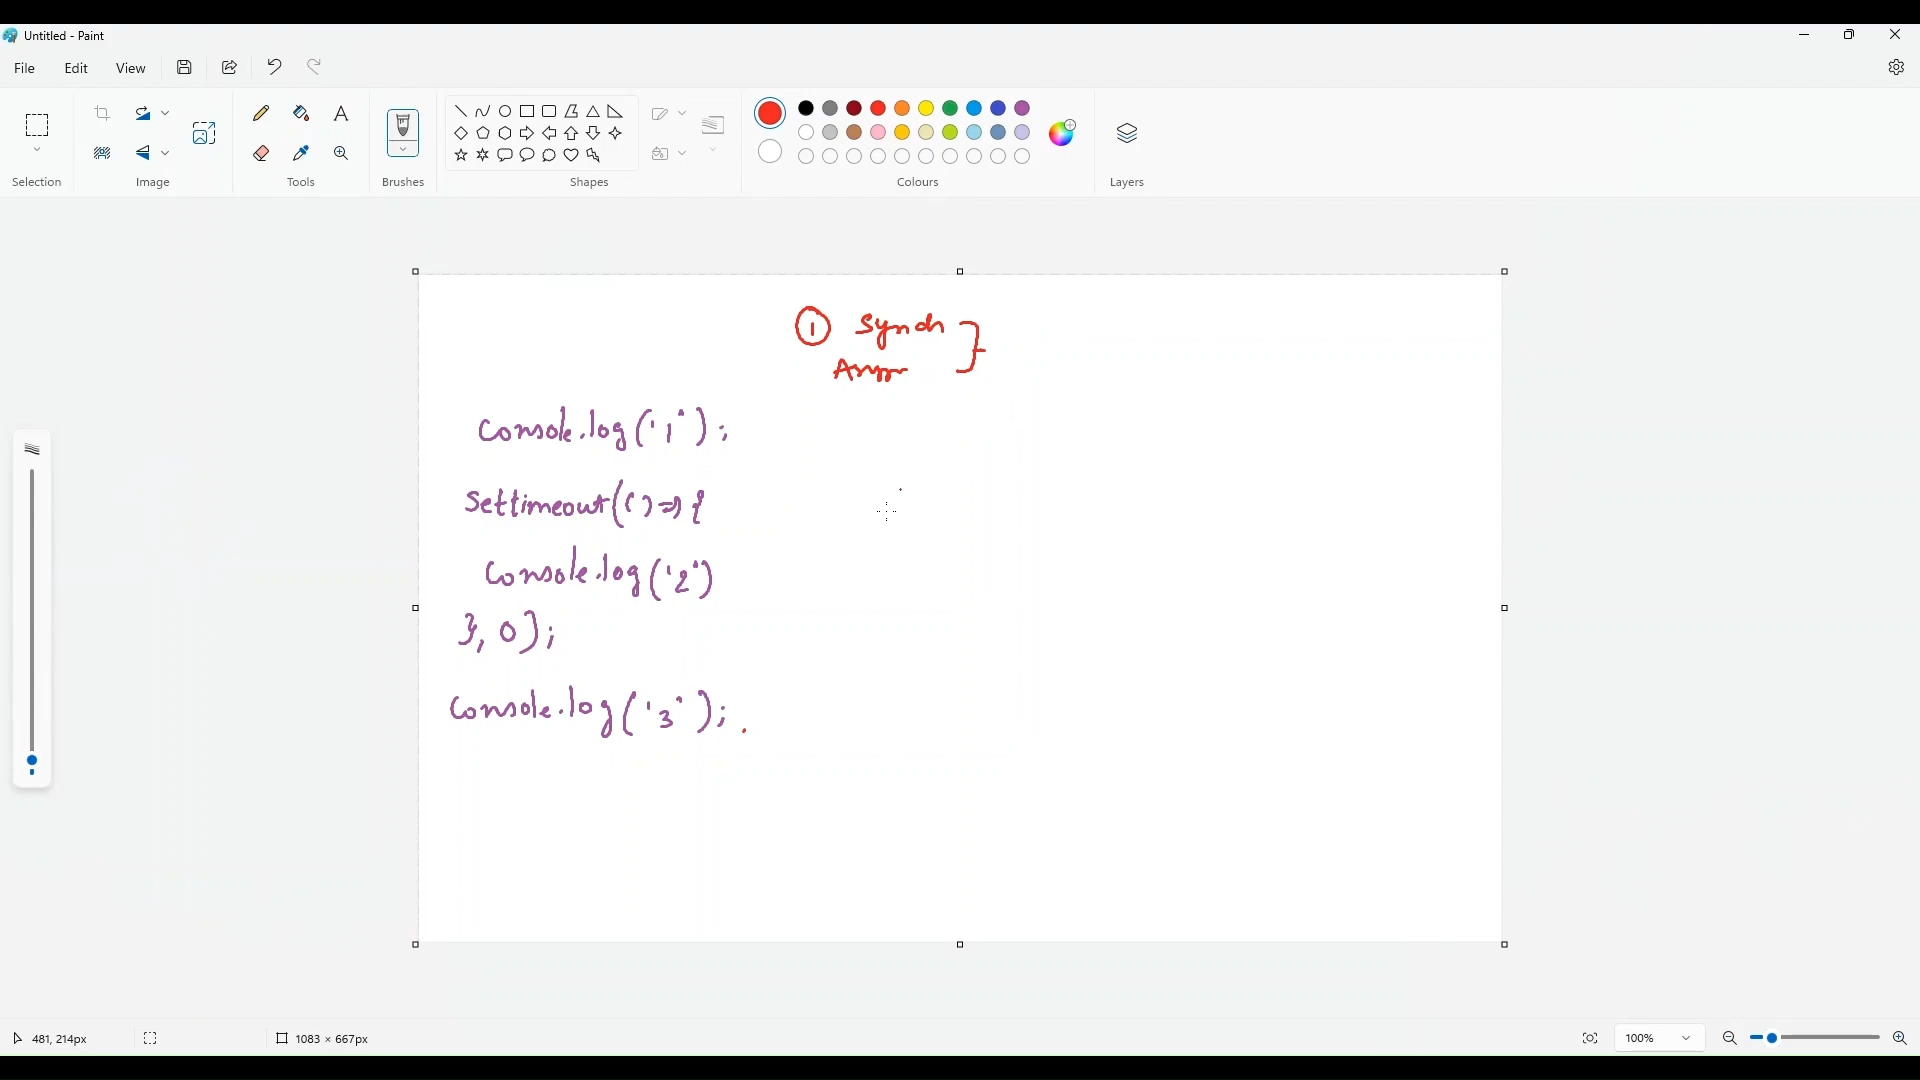 Untitled - Paint
File Edit View
Selection Image Tools Brushes Shapes Colours Layers
① Synch
Console.log('1');
Settimeout(()=>{
Console.log('2')
}, 0);
Console.log('3');
481, 214px 1083 × 667px 100%